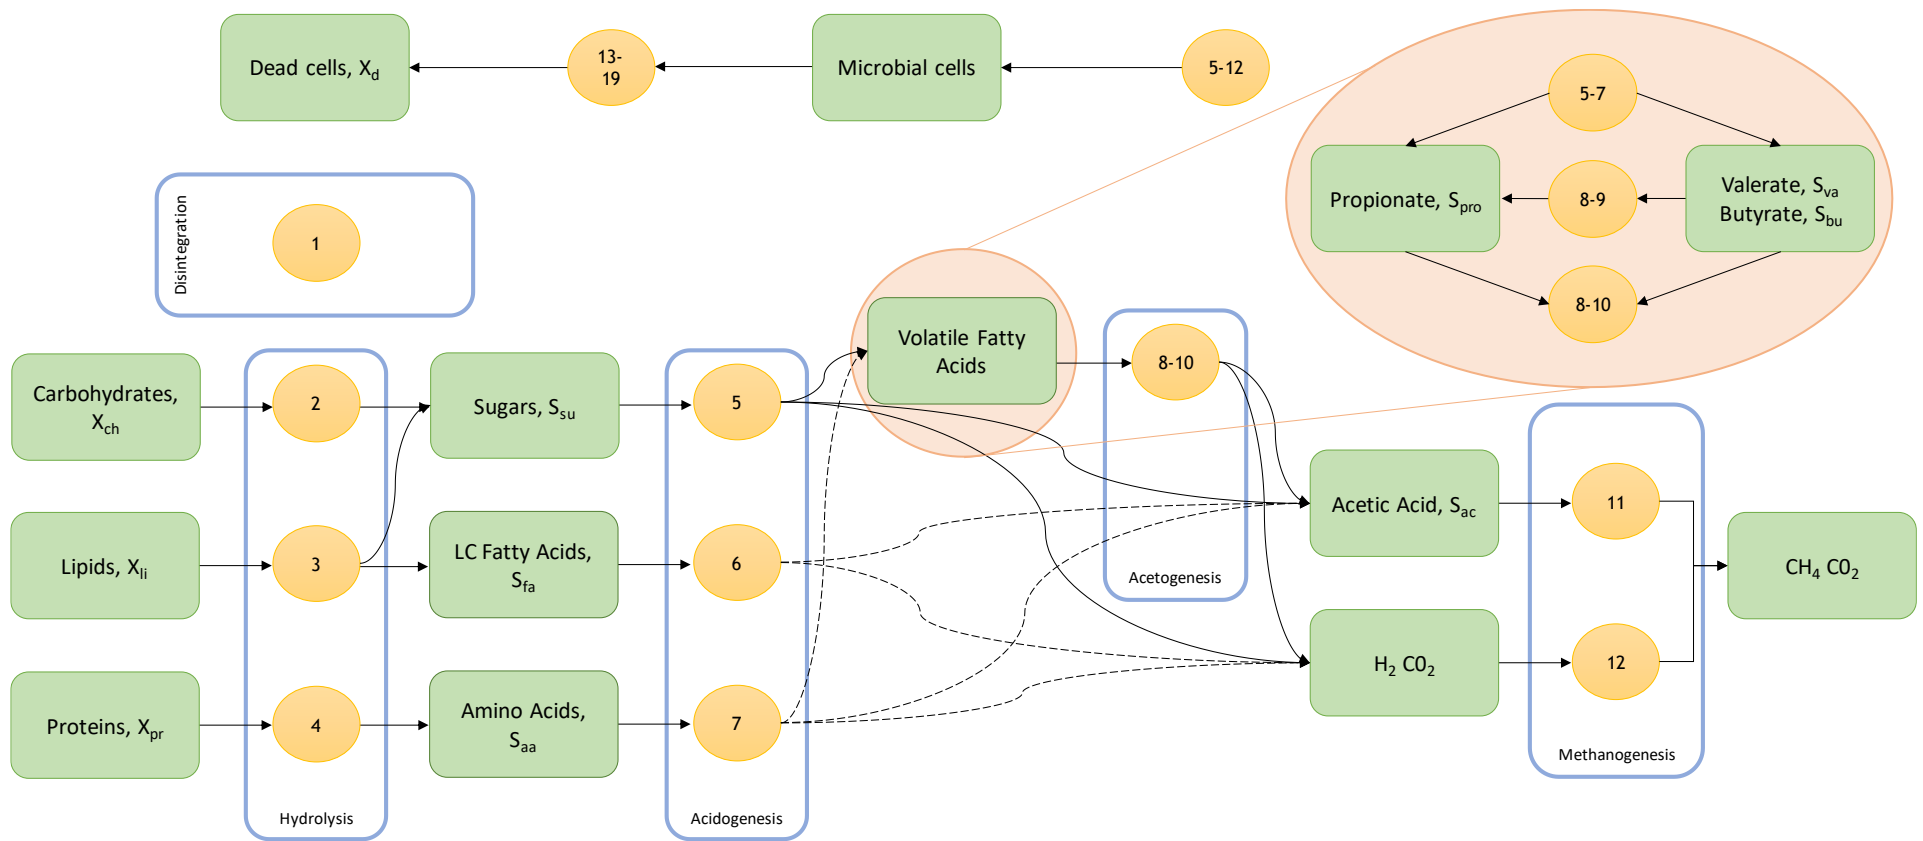 Dead cells, Xd
13-
19
Microbial cells
5-12
5-7
Propionate, Spro
8-9
Valerate, Sva
Butyrate, Sbu
8-10
Disintegration
1
Volatile Fatty
Acids
8-10
Carbohydrates,
Xch
2
Sugars, Ssu
5
Lipids, Xli
3
LC Fatty Acids,
Sfa
6
Acetogenesis
Acetic Acid, Sac
11
CH4 C02
Proteins, Xpr
4
Amino Acids,
Saa
7
H2 C02
12
Methanogenesis
Hydrolysis
Acidogenesis